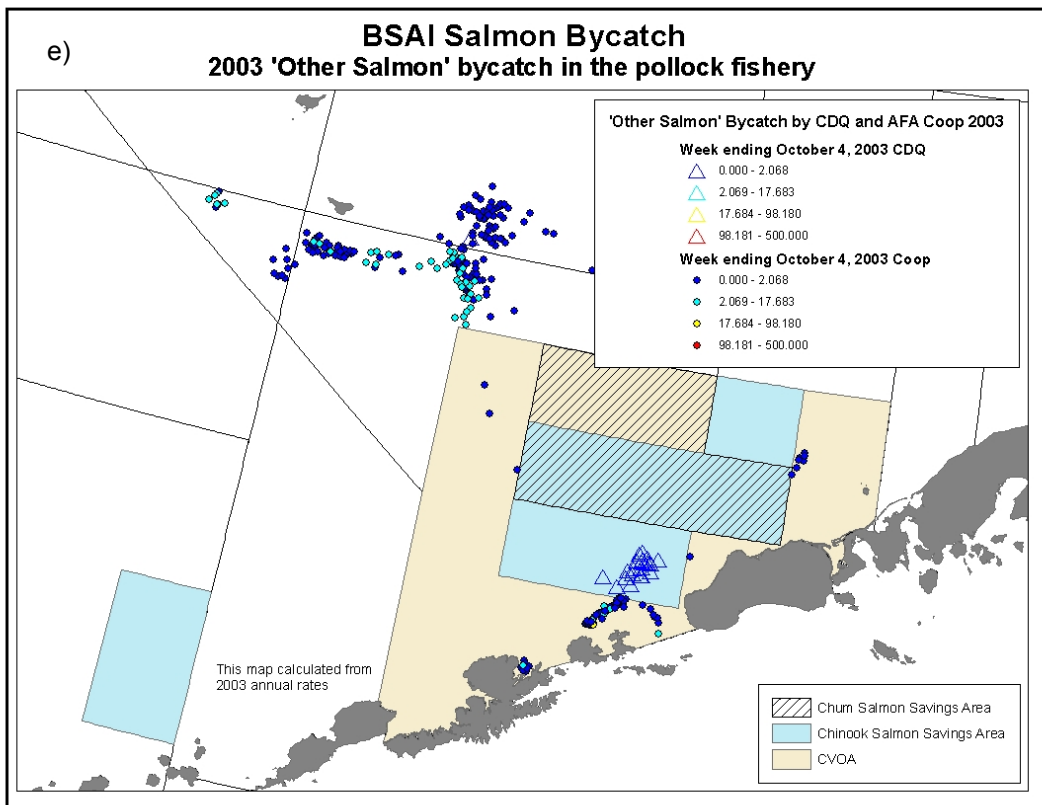 e)
BSAI Salmon Bycatch
2003 'Other Salmon' bycatch in the pollock fishery
'Other Salmon' Bycatch by CDQ and AFA Coop 2003
Week ending October 4, 2003 CDQ
0.000 - 2.068
2.069 - 17.683
17.684 - 98.180
98.181 - 500.000
Week ending October 4, 2003 Coop
0.000 - 2.068
2.069 - 17.683
17.684 - 98.180
98.181 - 500.000
This map calculated from
2003 annual rates
Chum Salmon Savings Area
Chinook Salmon Savings Area
CVOA